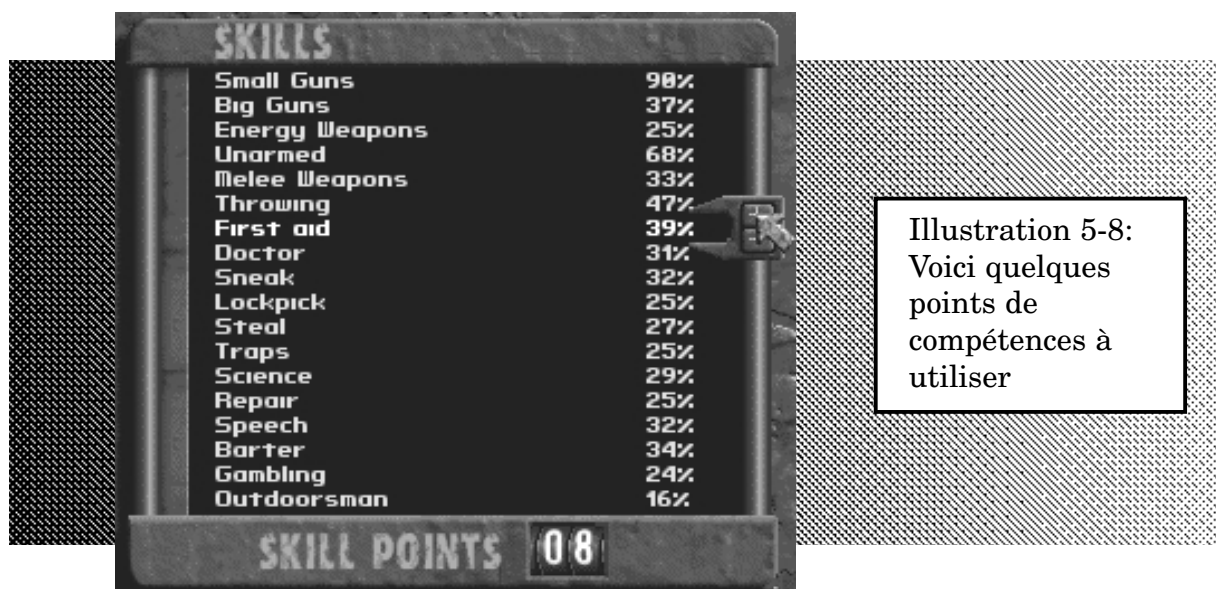 SKILLS
Small Guns 90%
Big Guns 37%
Energy Weapons 25%
Unarmed 68%
Melee Weapons 33%
Throwing 47%
First aid 39%
Doctor 31%
Sneak 32%
Lockpick 25%
Steal 27%
Traps 25%
Science 29%
Repair 25%
Speech 32%
Barter 34%
Gambling 24%
Outdoorsman 16%
SKILL POINTS 08
Illustration 5-8:
Voici quelques
points de
compétences à
utiliser